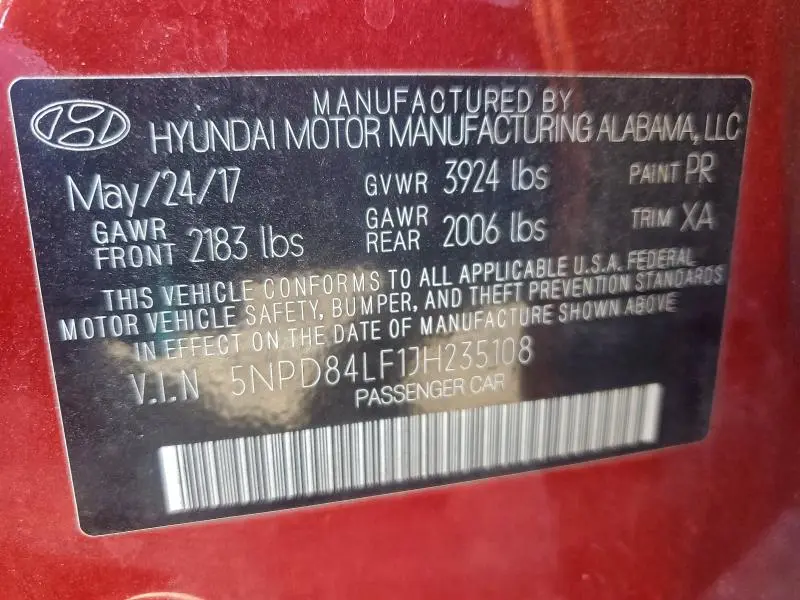 MANUFACTURED BY
HYUNDAI MOTOR MANUFACTURING ALABAMA, LLC
May/24/17 GVWR 3924 lbs PAINT PR
GAWR FRONT 2183 lbs GAWR REAR 2006 lbs TRIM XA
THIS VEHICLE CONFORMS TO ALL APPLICABLE U.S.A. FEDERAL
MOTOR VEHICLE SAFETY, BUMPER, AND THEFT PREVENTION STANDARDS
IN EFFECT ON THE DATE OF MANUFACTURE SHOWN ABOVE
V.I.N 5NPD84LF1JH235108
PASSENGER CAR